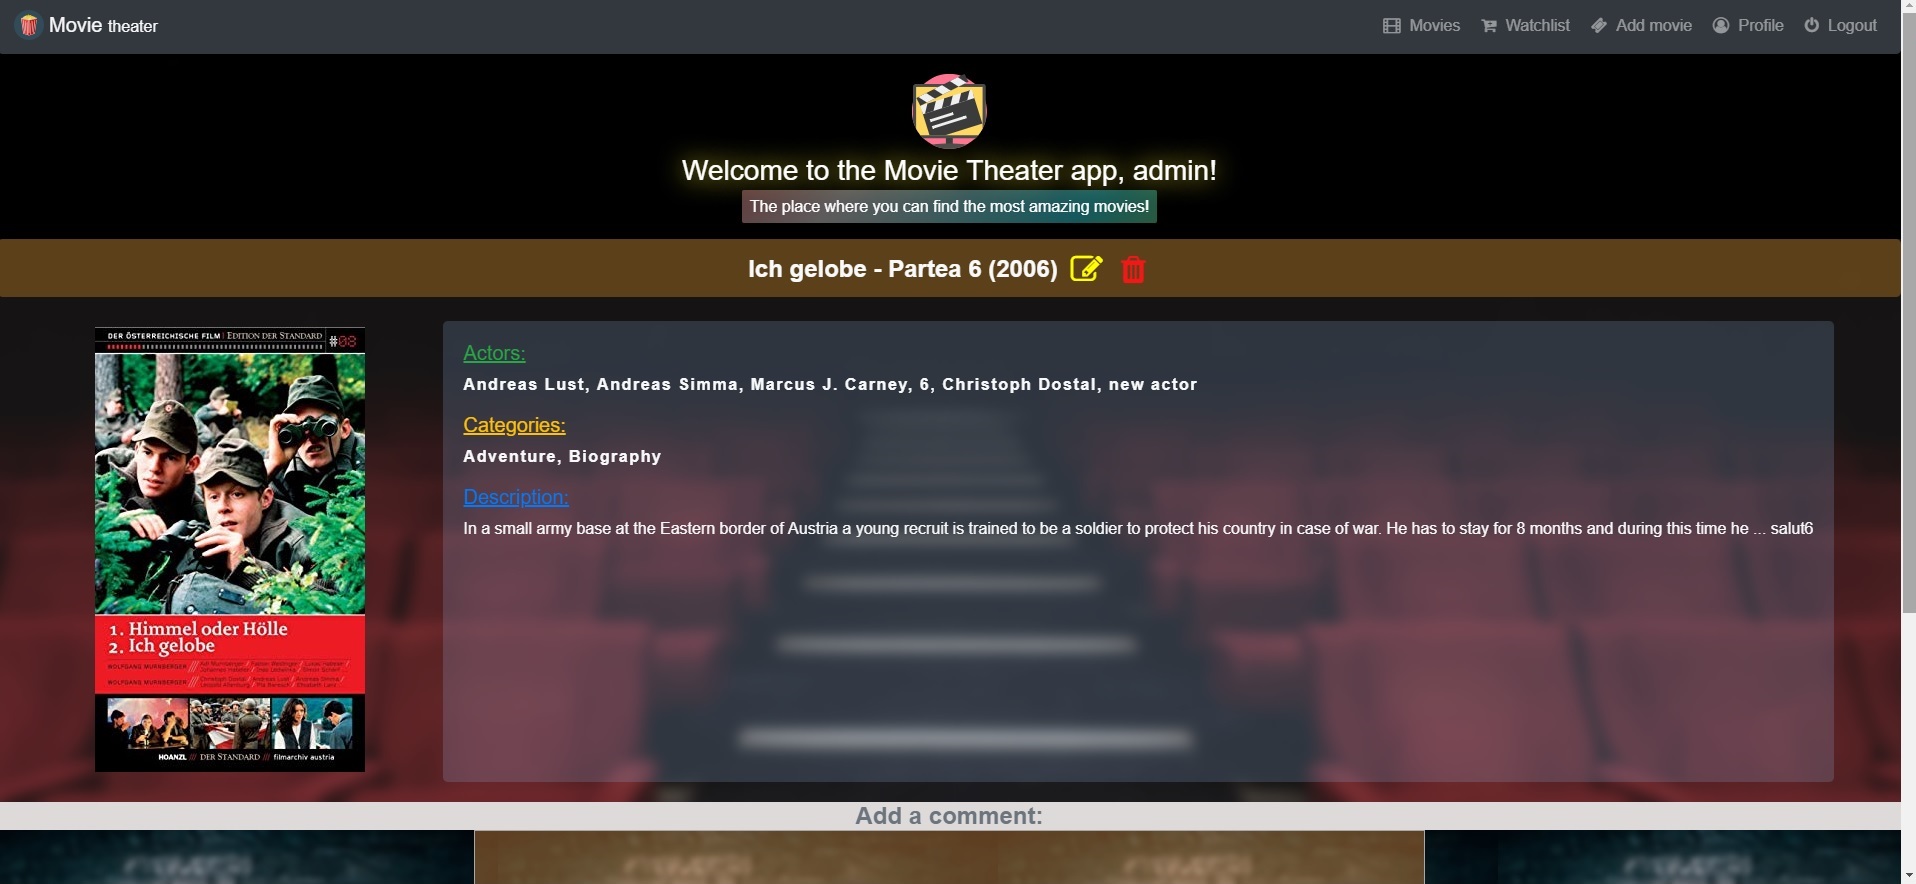 Movie theater
Movies Watchlist Add movie Profile Logout
Welcome to the Movie Theater app, admin!
The place where you can find the most amazing movies!
Ich gelobe - Partea 6 (2006)
DER ÖSTERREICHISCHE FILM | EDITION DER STANDARD #08
Actors:
Andreas Lust, Andreas Simma, Marcus J. Carney, 6, Christoph Dostal, new actor
Categories:
Adventure, Biography
Description:
In a small army base at the Eastern border of Austria a young recruit is trained to be a soldier to protect his country in case of war. He has to stay for 8 months and during this time he ... salut6
1. Himmel oder Hölle
2. Ich gelobe
WOLFGANG MURNBERGER
WOLFGANG MURNBERGER
HOANZL /// DER STANDARD /// filmarchiv austria
Add a comment: